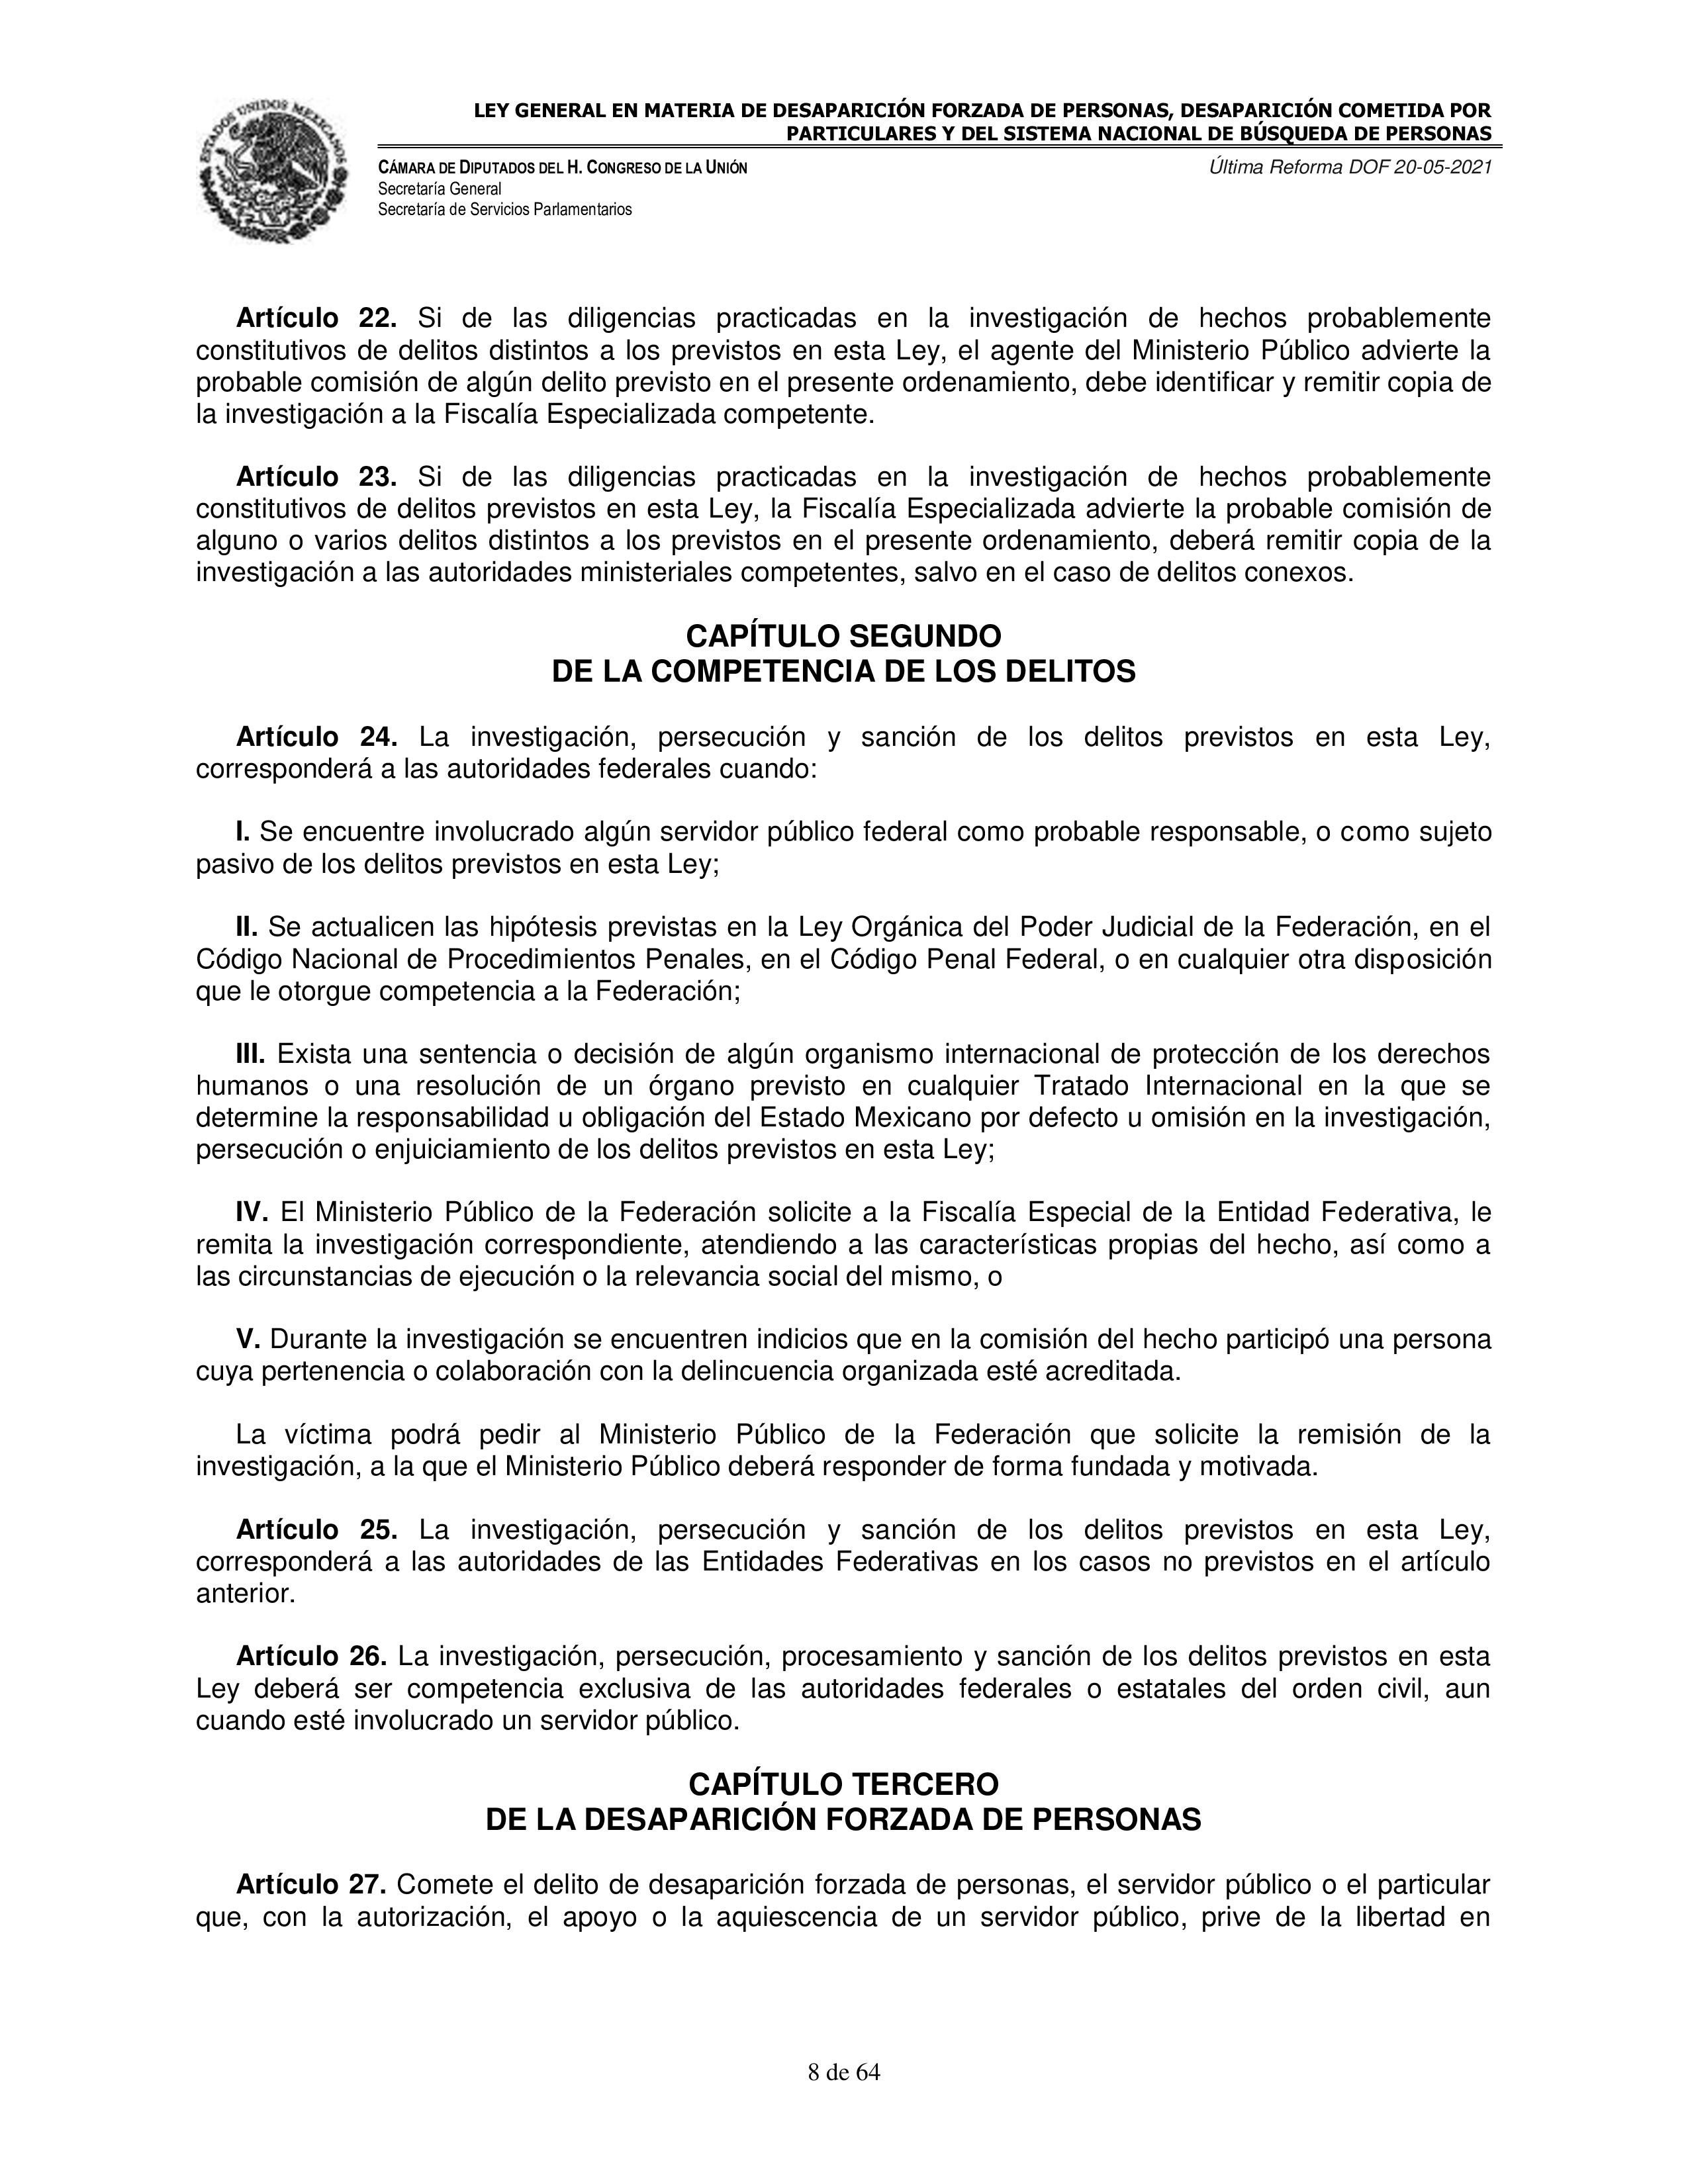 ESTADOS UNIDOS MEXICANOS
LEY GENERAL EN MATERIA DE DESAPARICIÓN FORZADA DE PERSONAS, DESAPARICIÓN COMETIDA POR
PARTICULARES Y DEL SISTEMA NACIONAL DE BÚSQUEDA DE PERSONAS
CÁMARA DE DIPUTADOS DEL H. CONGRESO DE LA UNIÓN
Secretaría General
Secretaría de Servicios Parlamentarios
Última Reforma DOF 20-05-2021
Artículo 22. Si de las diligencias practicadas en la investigación de hechos probablemente
constitutivos de delitos distintos a los previstos en esta Ley, el agente del Ministerio Público advierte la
probable comisión de algún delito previsto en el presente ordenamiento, debe identificar y remitir copia de
la investigación a la Fiscalía Especializada competente.
Artículo 23. Si de las diligencias practicadas en la investigación de hechos probablemente
constitutivos de delitos previstos en esta Ley, la Fiscalía Especializada advierte la probable comisión de
alguno o varios delitos distintos a los previstos en el presente ordenamiento, deberá remitir copia de la
investigación a las autoridades ministeriales competentes, salvo en el caso de delitos conexos.
CAPÍTULO SEGUNDO
DE LA COMPETENCIA DE LOS DELITOS
Artículo 24. La investigación, persecución y sanción de los delitos previstos en esta Ley,
corresponderá a las autoridades federales cuando:
I. Se encuentre involucrado algún servidor público federal como probable responsable, o como sujeto
pasivo de los delitos previstos en esta Ley;
II. Se actualicen las hipótesis previstas en la Ley Orgánica del Poder Judicial de la Federación, en el
Código Nacional de Procedimientos Penales, en el Código Penal Federal, o en cualquier otra disposición
que le otorgue competencia a la Federación;
III. Exista una sentencia o decisión de algún organismo internacional de protección de los derechos
humanos o una resolución de un órgano previsto en cualquier Tratado Internacional en la que se
determine la responsabilidad u obligación del Estado Mexicano por defecto u omisión en la investigación,
persecución o enjuiciamiento de los delitos previstos en esta Ley;
IV. El Ministerio Público de la Federación solicite a la Fiscalía Especial de la Entidad Federativa, le
remita la investigación correspondiente, atendiendo a las características propias del hecho, así como a
las circunstancias de ejecución o la relevancia social del mismo, o
V. Durante la investigación se encuentren indicios que en la comisión del hecho participó una persona
cuya pertenencia o colaboración con la delincuencia organizada esté acreditada.
La víctima podrá pedir al Ministerio Público de la Federación que solicite la remisión de la
investigación, a la que el Ministerio Público deberá responder de forma fundada y motivada.
Artículo 25. La investigación, persecución y sanción de los delitos previstos en esta Ley,
corresponderá a las autoridades de las Entidades Federativas en los casos no previstos en el artículo
anterior.
Artículo 26. La investigación, persecución, procesamiento y sanción de los delitos previstos en esta
Ley deberá ser competencia exclusiva de las autoridades federales o estatales del orden civil, aun
cuando esté involucrado un servidor público.
CAPÍTULO TERCERO
DE LA DESAPARICIÓN FORZADA DE PERSONAS
Artículo 27. Comete el delito de desaparición forzada de personas, el servidor público o el particular
que, con la autorización, el apoyo o la aquiescencia de un servidor público, prive de la libertad en
8 de 64